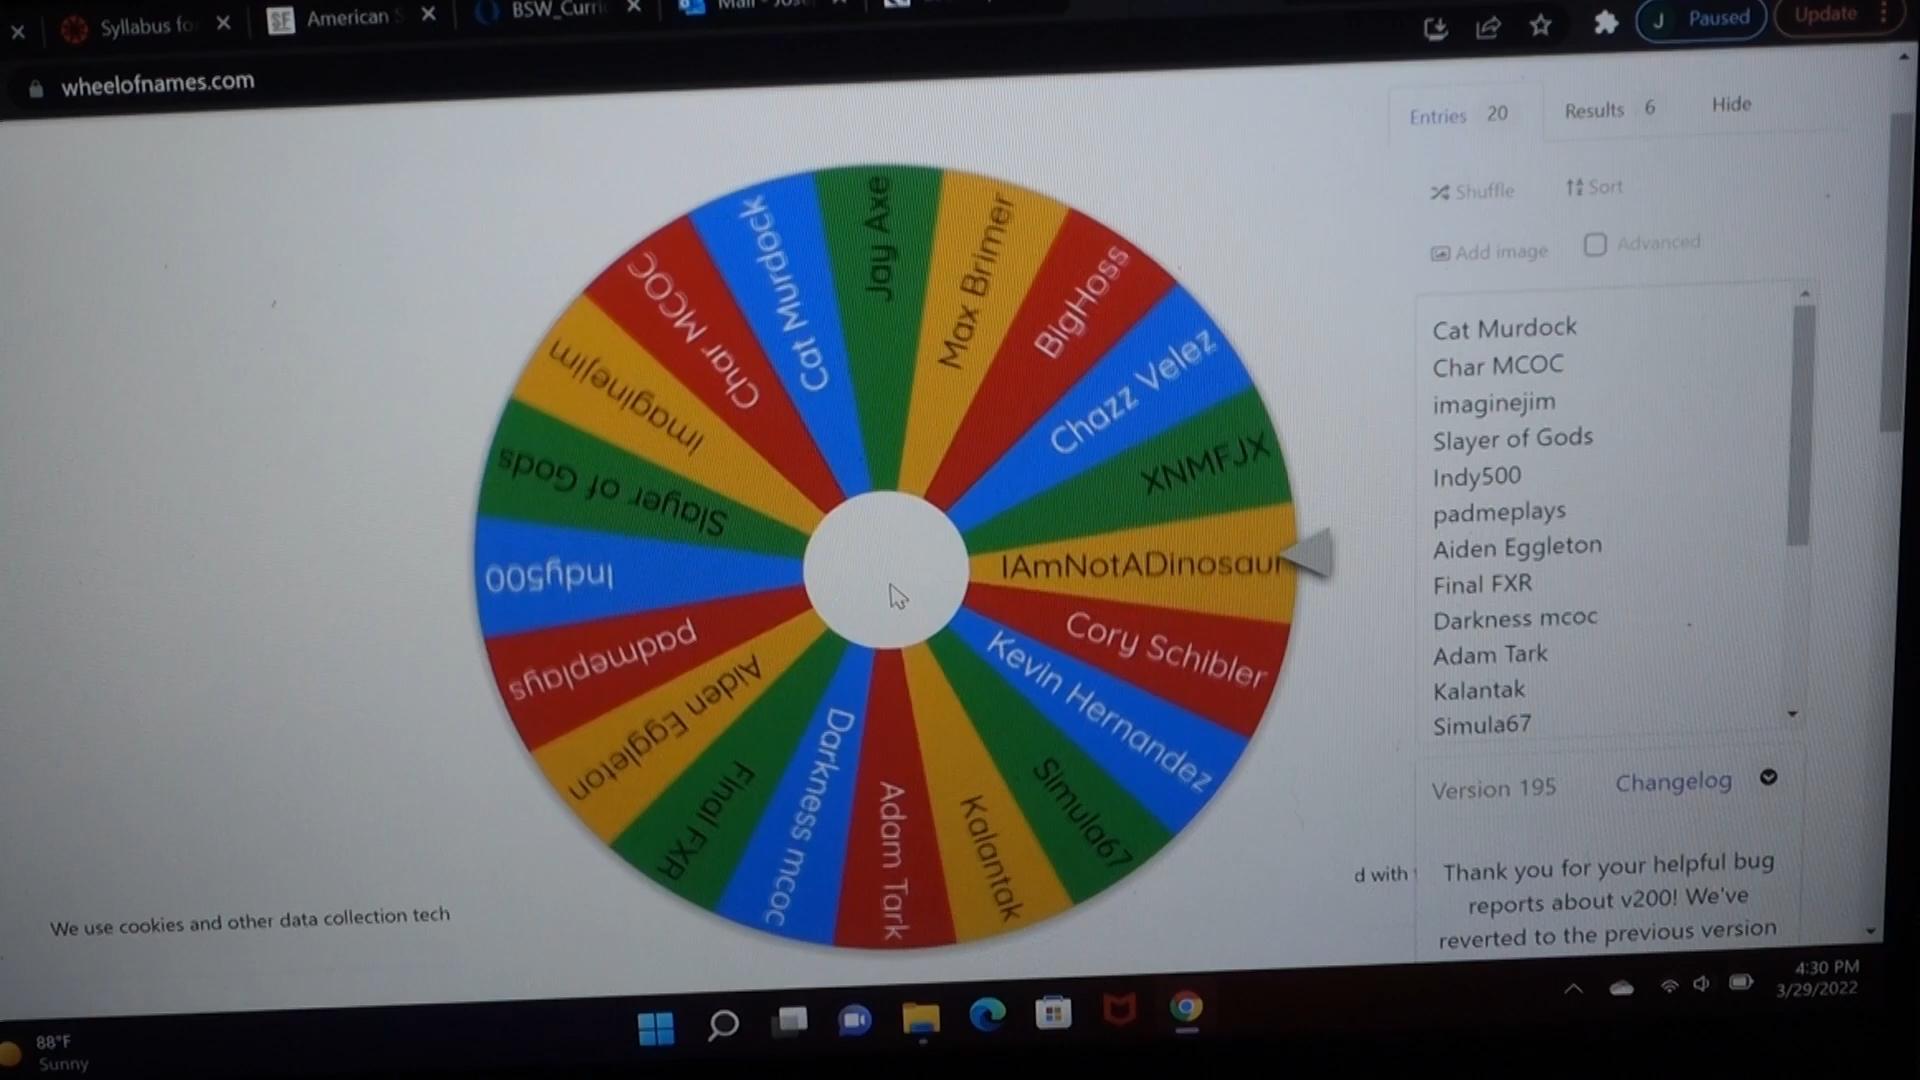 Syllabus fo
American S
BSW_Curri
Paused
Update
wheelofnames.com
Entries 20
Results 6
Hide
Shuffle
Sort
Add image
Advanced
Cat Murdock
Char MCOC
imaginejim
Slayer of Gods
Indy500
padmeplays
Aiden Eggleton
Final FXR
Darkness mcoc
Adam Tark
Kalantak
Simula67
Jay Axe
Max Brimer
BigHoss
Chazz Velez
XNMFJX
IAmNotADinosaur
Cory Schibler
Kevin Hernandez
Simula67
Kalantak
Adam Tark
Darkness mcoc
Final FXR
Aiden Eggleton
padmeplays
Indy500
Slayer of Gods
imaginejim
Char MCOC
Cat Murdock
Version 195
Changelog
d with
Thank you for your helpful bug
reports about v200! We've
reverted to the previous version
We use cookies and other data collection tech
88°F
Sunny
4:30 PM
3/29/2022